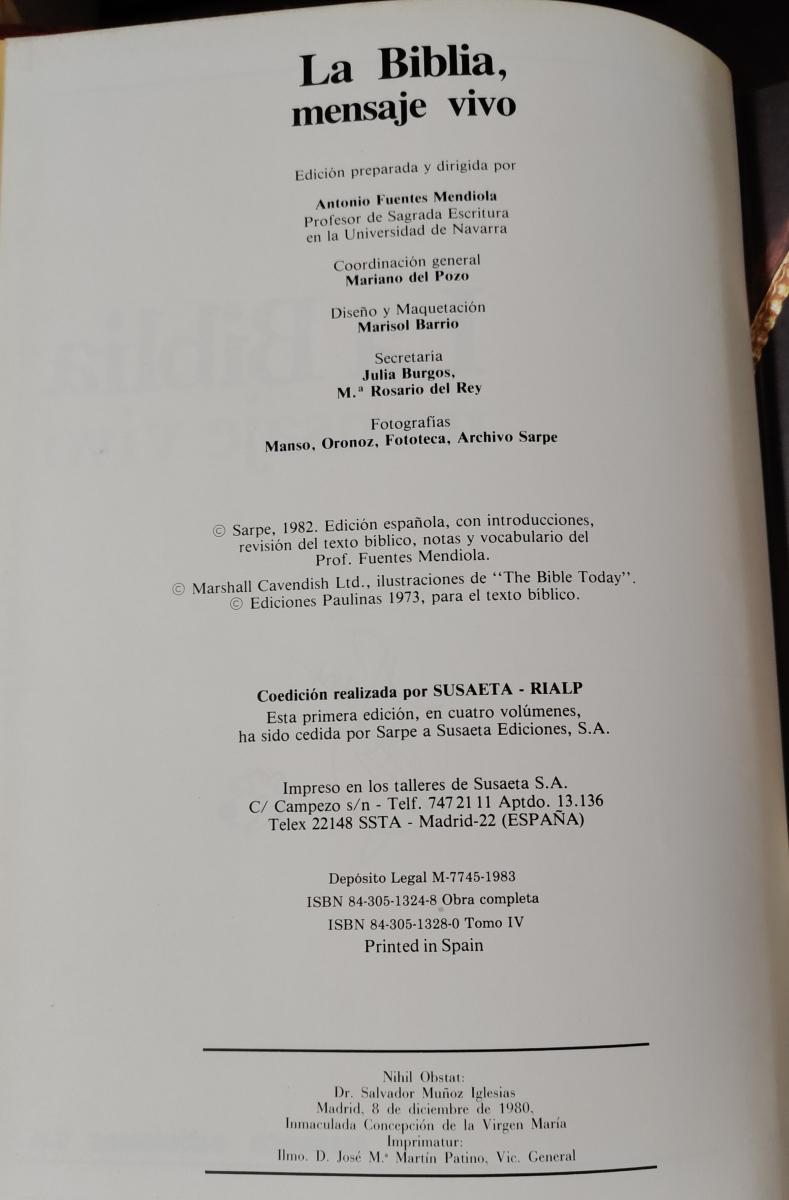 La Biblia,
mensaje vivo
Edición preparada y dirigida por
Antonio Fuentes Mendiola
Profesor de Sagrada Escritura
en la Universidad de Navarra
Coordinación general
Mariano del Pozo
Diseño y Maquetación
Marisol Barrio
Secretaria
Julia Burgos,
M.ª Rosario del Rey
Fotografías
Manso, Oronoz, Fototeca, Archivo Sarpe
© Sarpe, 1982. Edición española, con introducciones,
revisión del texto bíblico, notas y vocabulario del
Prof. Fuentes Mendiola.
© Marshall Cavendish Ltd., ilustraciones de “The Bible Today”.
© Ediciones Paulinas 1973, para el texto bíblico.
Coedición realizada por SUSAETA - RIALP
Esta primera edición, en cuatro volúmenes,
ha sido cedida por Sarpe a Susaeta Ediciones, S.A.
Impreso en los talleres de Susaeta S.A.
C/ Campezo s/n - Telf. 747 21 11 Aptdo. 13.136
Telex 22148 SSTA - Madrid-22 (ESPAÑA)
Depósito Legal M-7745-1983
ISBN 84-305-1324-8 Obra completa
ISBN 84-305-1328-0 Tomo IV
Printed in Spain
Nihil Obstat:
Dr. Salvador Muñoz Iglesias
Madrid, 8 de diciembre de 1980,
Inmaculada Concepción de la Virgen María
Imprimatur:
Ilmo. D. José M.ª Martín Patino, Vic. General